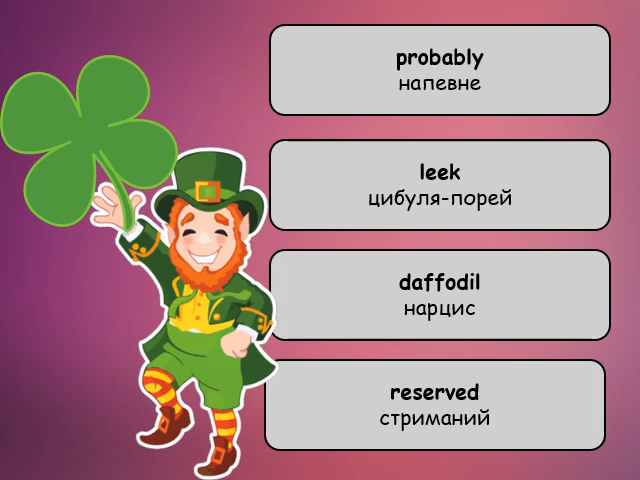 probably
напевне
leek
цибуля-порей
daffodil
нарцис
reserved
стриманий